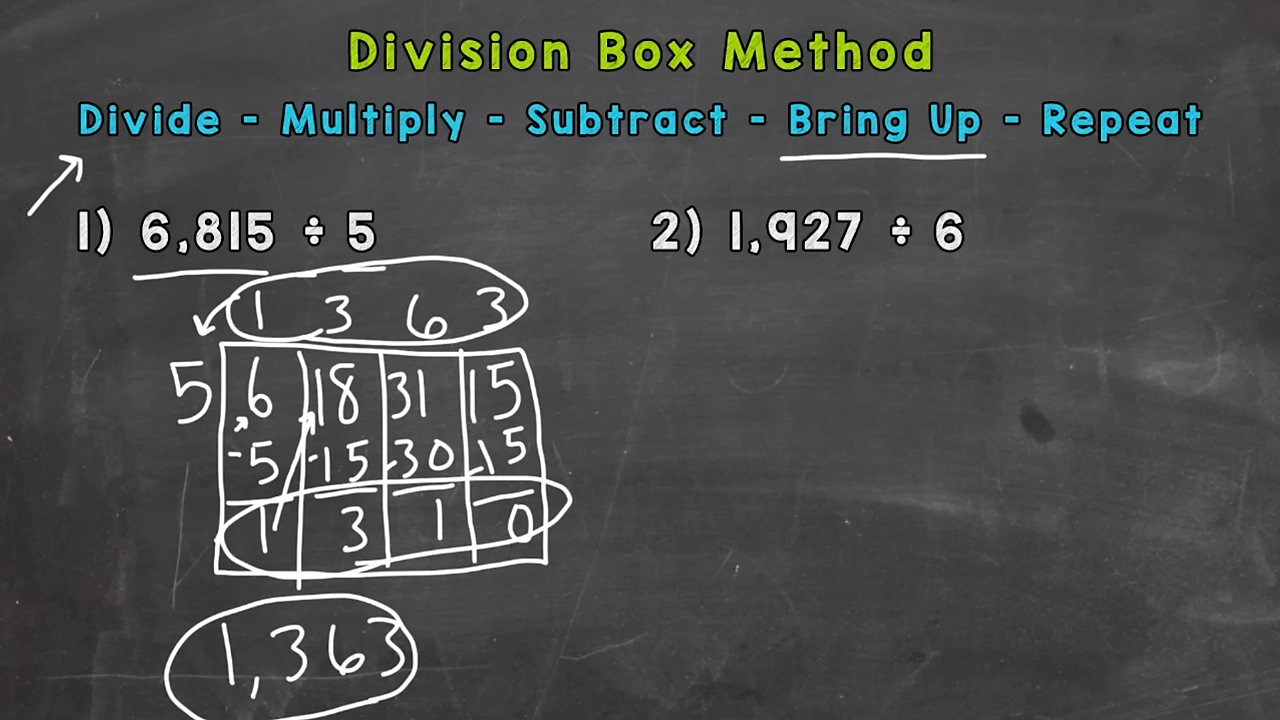 Division Box Method
Divide - Multiply - Subtract - Bring Up - Repeat
1) 6,815 ÷ 5
2) 1,927 ÷ 6
1 3 6 3
5 6 18 31 15
-5 -15 -30 -15
1 3 1 0
1,363